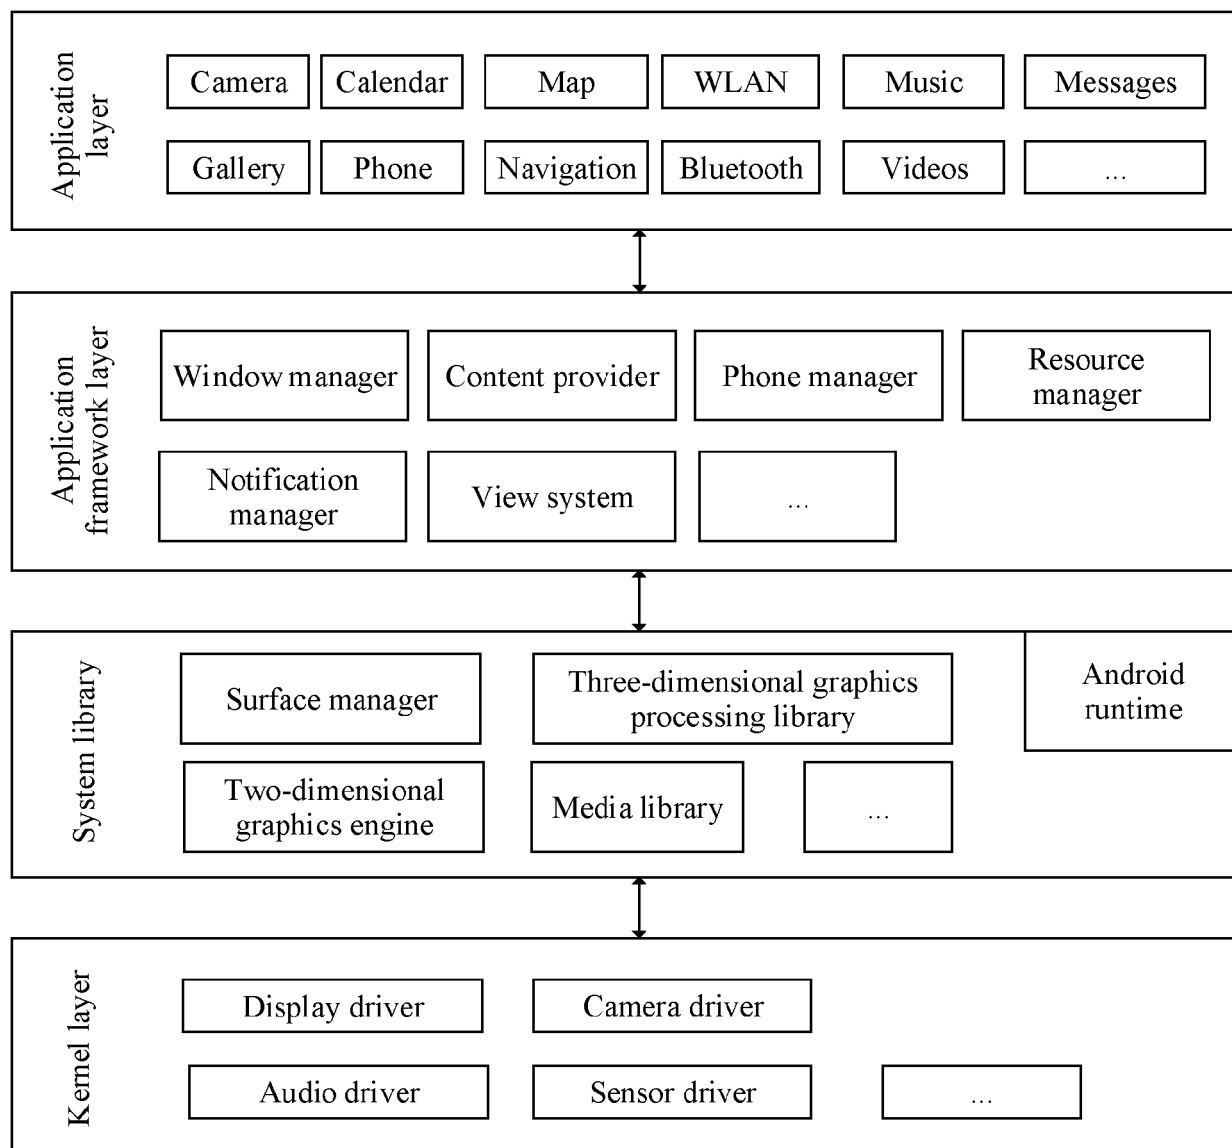 Application
layer
Camera
Calendar
Map
WLAN
Music
Messages
Gallery
Phone
Navigation
Bluetooth
Videos
...
Application
framework layer
Window manager
Content provider
Phone manager
Resource
manager
Notification
manager
View system
...
System library
Surface manager
Three-dimensional graphics
processing library
Android
runtime
Two-dimensional
graphics engine
Media library
...
Kernel layer
Display driver
Camera driver
Audio driver
Sensor driver
...